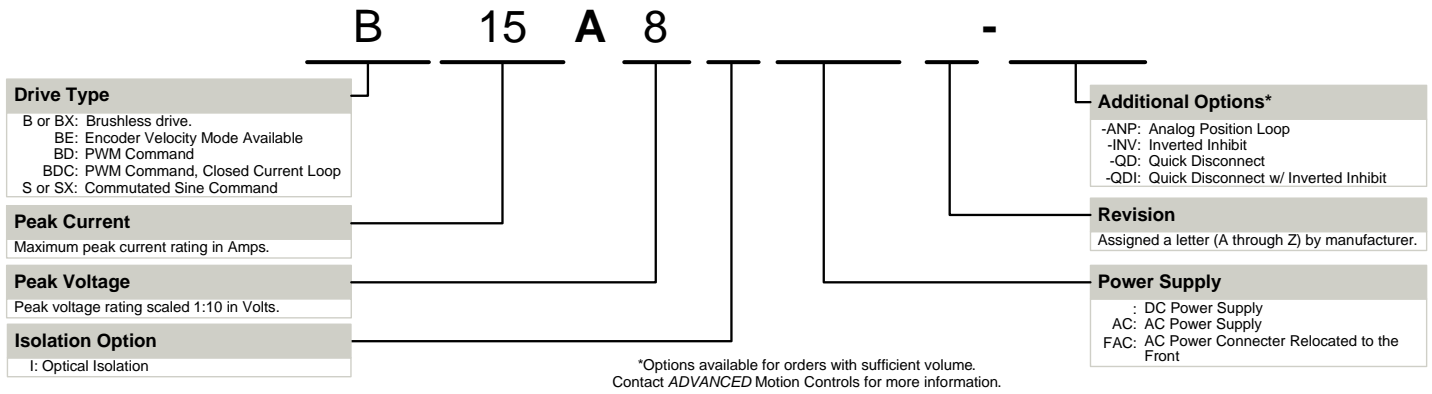 B 15 A 8 -
Drive Type
B or BX: Brushless drive.
BE: Encoder Velocity Mode Available
BD: PWM Command
BDC: PWM Command, Closed Current Loop
S or SX: Commutated Sine Command
Peak Current
Maximum peak current rating in Amps.
Peak Voltage
Peak voltage rating scaled 1:10 in Volts.
Isolation Option
I: Optical Isolation
Additional Options*
-ANP: Analog Position Loop
-INV: Inverted Inhibit
-QD: Quick Disconnect
-QDI: Quick Disconnect w/ Inverted Inhibit
Revision
Assigned a letter (A through Z) by manufacturer.
Power Supply
: DC Power Supply
AC: AC Power Supply
FAC: AC Power Connecter Relocated to the
Front
*Options available for orders with sufficient volume.
Contact ADVANCED Motion Controls for more information.